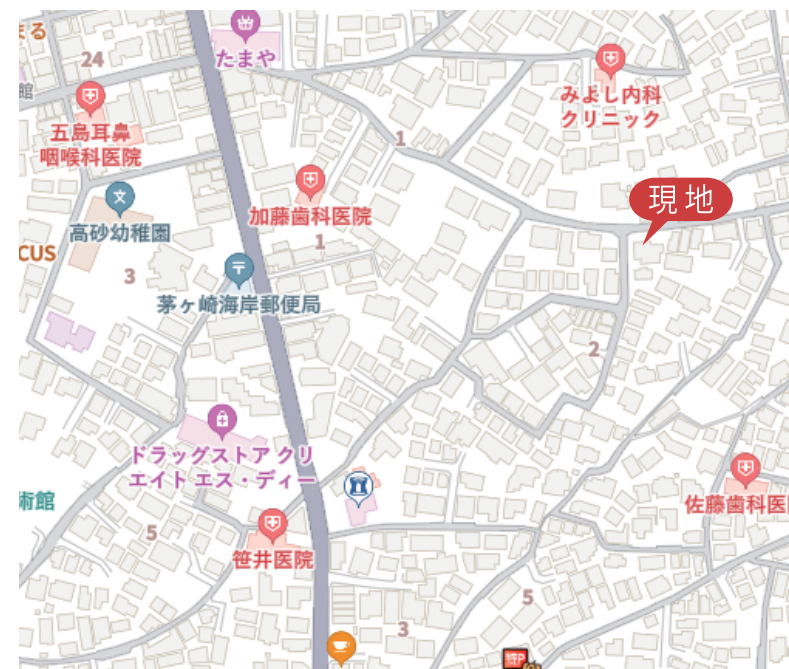 まる
たまや
24
館
みよし内科
クリニック
五島耳鼻
咽喉科医院
1
現地
加藤歯科医院
高砂幼稚園
1
CUS
3
茅ヶ崎海岸郵便局
2
ドラッグストア クリ
エイト エス・ディー
術館
佐藤歯科医
5
笹井医院
5
3